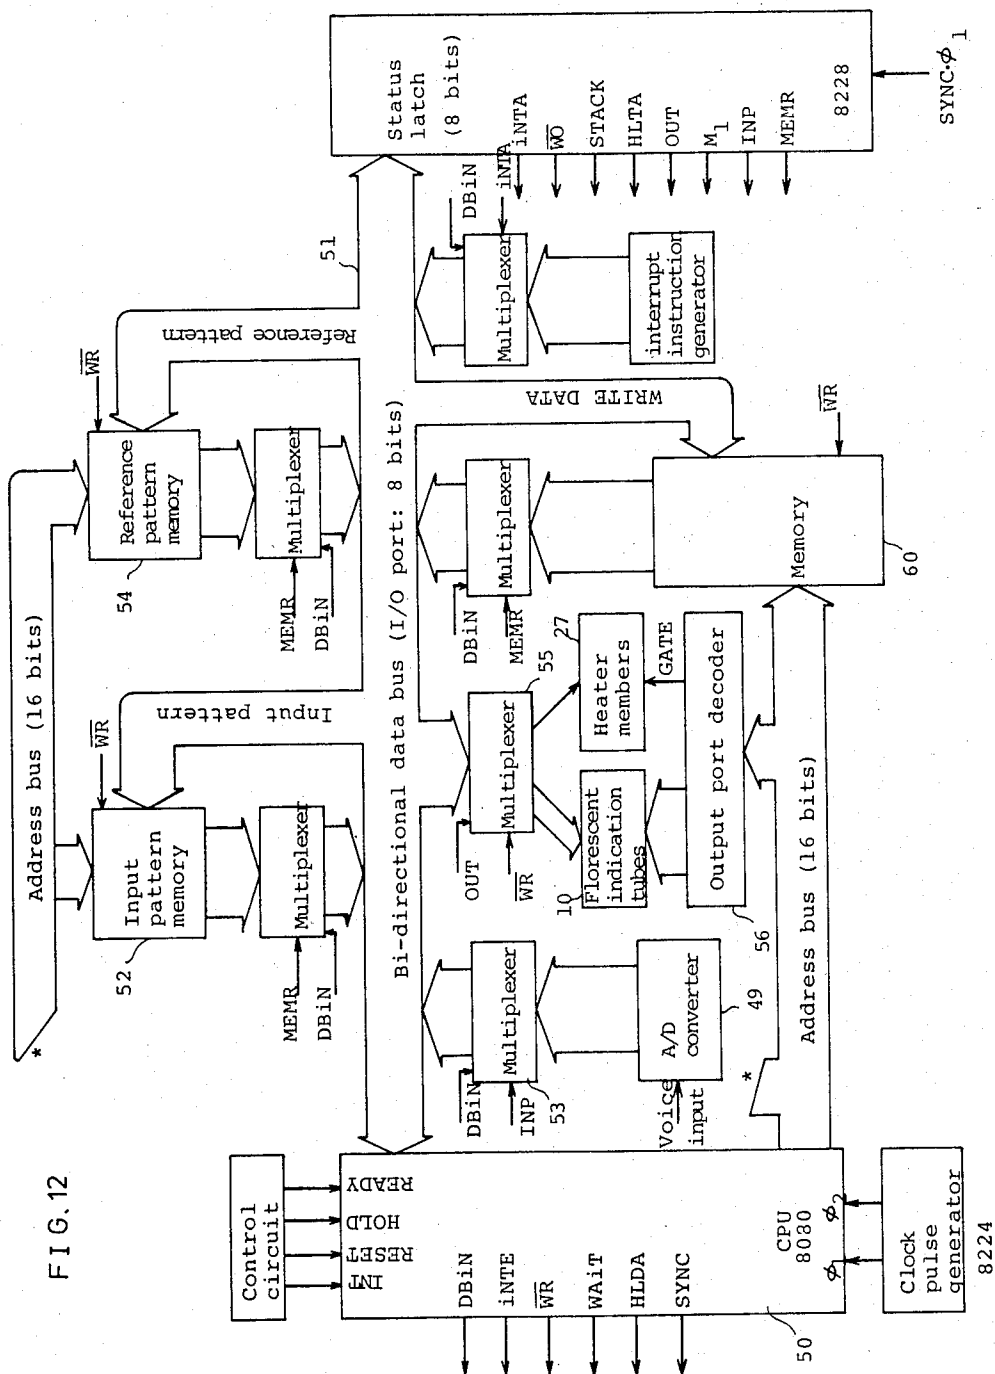 FIG.12
Address bus (16 bits)
*
WR
Input
pattern
memory
52
Input pattern
MEMR
DBiN
Multiplexer
WR
Reference
pattern
memory
54
Reference pattern
MEMR
DBiN
Multiplexer
51
Control
circuit
INT
RESET
HOLD
READY
Bi-directional data bus (I/O port: 8 bits)
Status
latch
(8 bits)
iNTA
WO
STACK
HLTA
OUT
M1
INP
MEMR
8228
SYNC·ϕ1
DBiN
iNTE
WR
WAiT
HLDA
SYNC
CPU
8080
ϕ1
ϕ2
50
Clock
pulse
generator
8224
DBiN
INP
Multiplexer
53
Voice
input
A/D
converter
49
OUT
WR
Multiplexer
55
10
Florescent
indication
tubes
27
Heater
members
GATE
Output port decoder
56
DBiN
MEMR
Multiplexer
WRITE DATA
Memory
WR
60
DBiN
iNTA
Multiplexer
interrupt
instruction
generator
*
Address bus (16 bits)